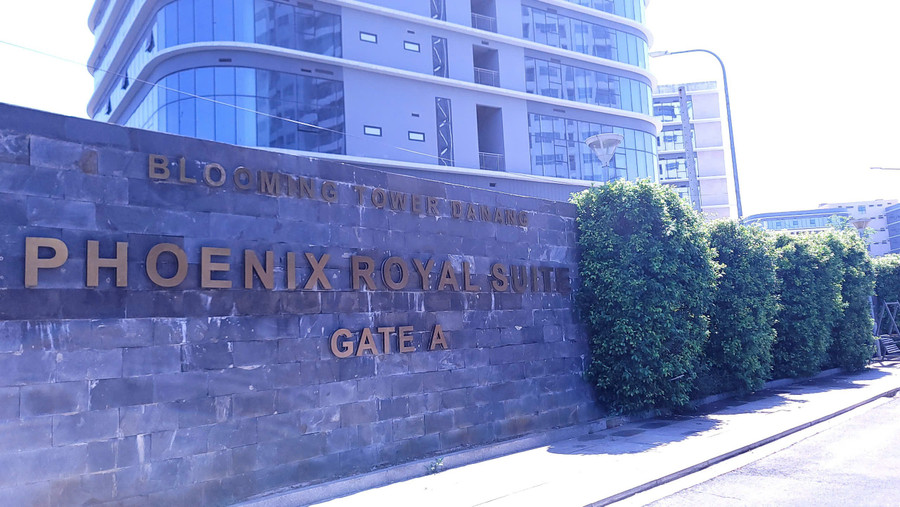 BLOOMING TOWER DANANG
PHOENIX ROYAL SUITE
GATE A